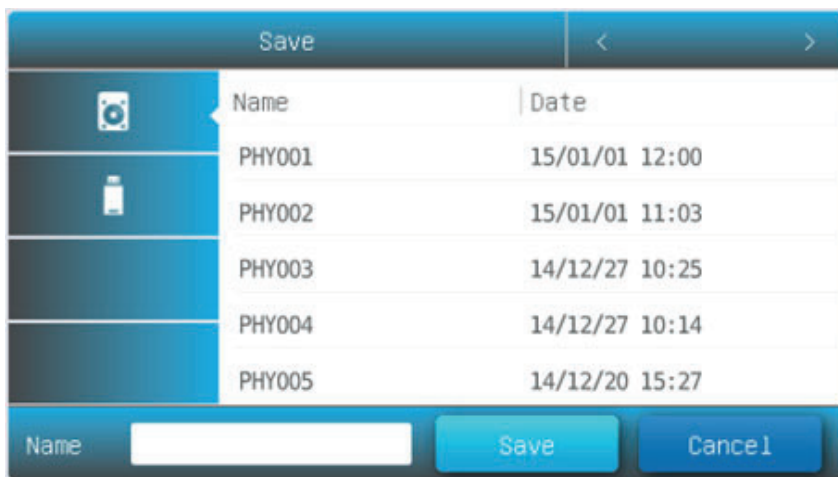 Save < >
Name Date
PHY001 15/01/01 12:00
PHY002 15/01/01 11:03
PHY003 14/12/27 10:25
PHY004 14/12/27 10:14
PHY005 14/12/20 15:27
Name Save Cancel